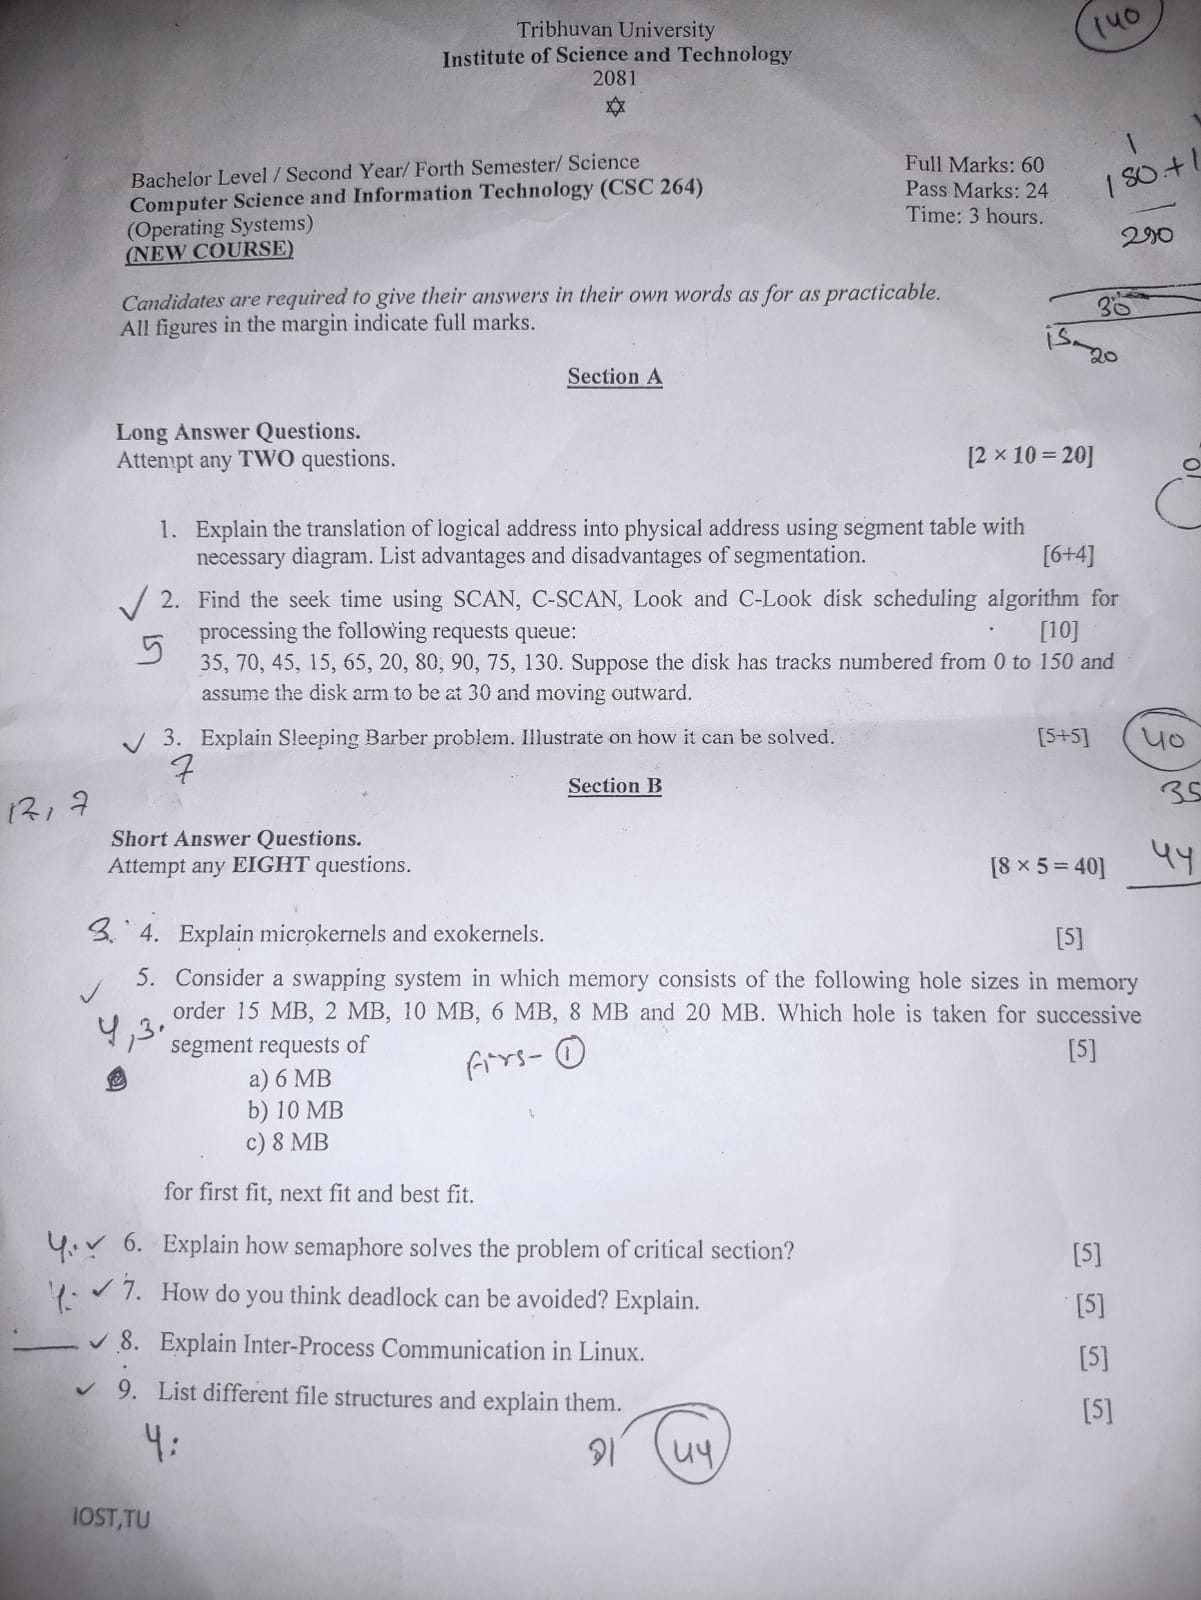 140
Tribhuvan University
Institute of Science and Technology
2081
Bachelor Level / Second Year/ Forth Semester/ Science
Computer Science and Information Technology (CSC 264)
(Operating Systems)
(NEW COURSE)
Full Marks: 60
Pass Marks: 24
Time: 3 hours.
290
30
20
Candidates are required to give their answers in their own words as for as practicable.
All figures in the margin indicate full marks.
Section A
Long Answer Questions.
Attempt any TWO questions. [2 × 10 = 20]
1. Explain the translation of logical address into physical address using segment table with
necessary diagram. List advantages and disadvantages of segmentation. [6+4]
2. Find the seek time using SCAN, C-SCAN, Look and C-Look disk scheduling algorithm for
5 processing the following requests queue: [10]
35, 70, 45, 15, 65, 20, 80, 90, 75, 130. Suppose the disk has tracks numbered from 0 to 150 and
assume the disk arm to be at 30 and moving outward.
3. Explain Sleeping Barber problem. Illustrate on how it can be solved. [5+5] 40
7
Section B
35
12, 7
Short Answer Questions.
Attempt any EIGHT questions. [8 × 5 = 40] 44
3. 4. Explain microkernels and exokernels. [5]
5. Consider a swapping system in which memory consists of the following hole sizes in memory
order 15 MB, 2 MB, 10 MB, 6 MB, 8 MB and 20 MB. Which hole is taken for successive
4,3. segment requests of [5]
firs- 1
a) 6 MB
b) 10 MB
c) 8 MB
for first fit, next fit and best fit.
4. ✓ 6. Explain how semaphore solves the problem of critical section? [5]
4. ✓ 7. How do you think deadlock can be avoided? Explain. [5]
✓ 8. Explain Inter-Process Communication in Linux. [5]
✓ 9. List different file structures and explain them. [5]
4:
44
IOST,TU